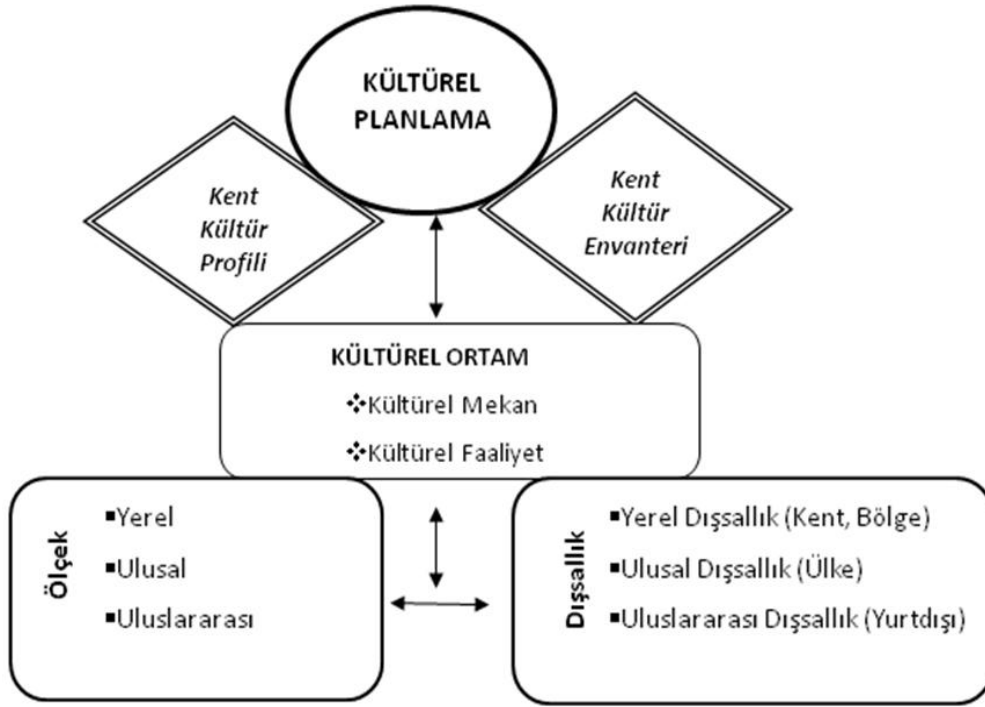 KÜLTÜREL
PLANLAMA
Kent
Kültür
Profili
Kent
Kültür
Envanteri
KÜLTÜREL ORTAM
❖Kültürel Mekan
❖Kültürel Faaliyet
Ölçek
▪Yerel
▪Ulusal
▪Uluslararası
Dışsallık
▪Yerel Dışsallık (Kent, Bölge)
▪Ulusal Dışsallık (Ülke)
▪Uluslararası Dışsallık (Yurtdışı)